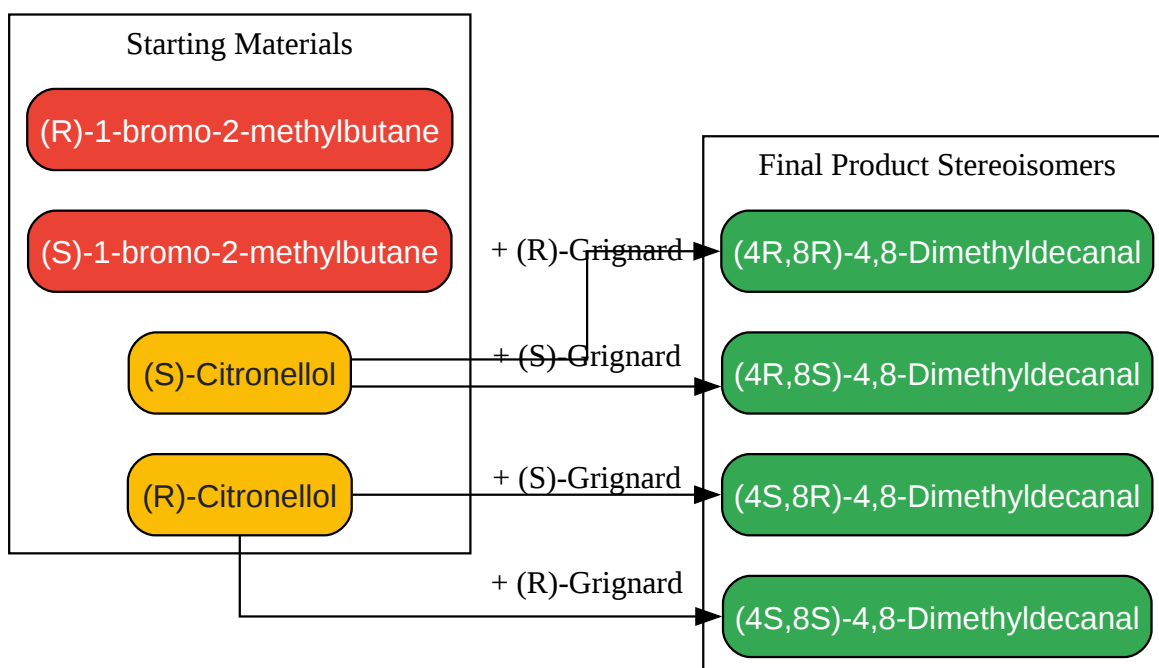 Starting Materials
(R)-1-bromo-2-methylbutane
(S)-1-bromo-2-methylbutane
(S)-Citronellol
(R)-Citronellol
+ (R)-Grignard
+ (S)-Grignard
+ (S)-Grignard
+ (R)-Grignard
Final Product Stereoisomers
(4R,8R)-4,8-Dimethyldecanal
(4R,8S)-4,8-Dimethyldecanal
(4S,8R)-4,8-Dimethyldecanal
(4S,8S)-4,8-Dimethyldecanal